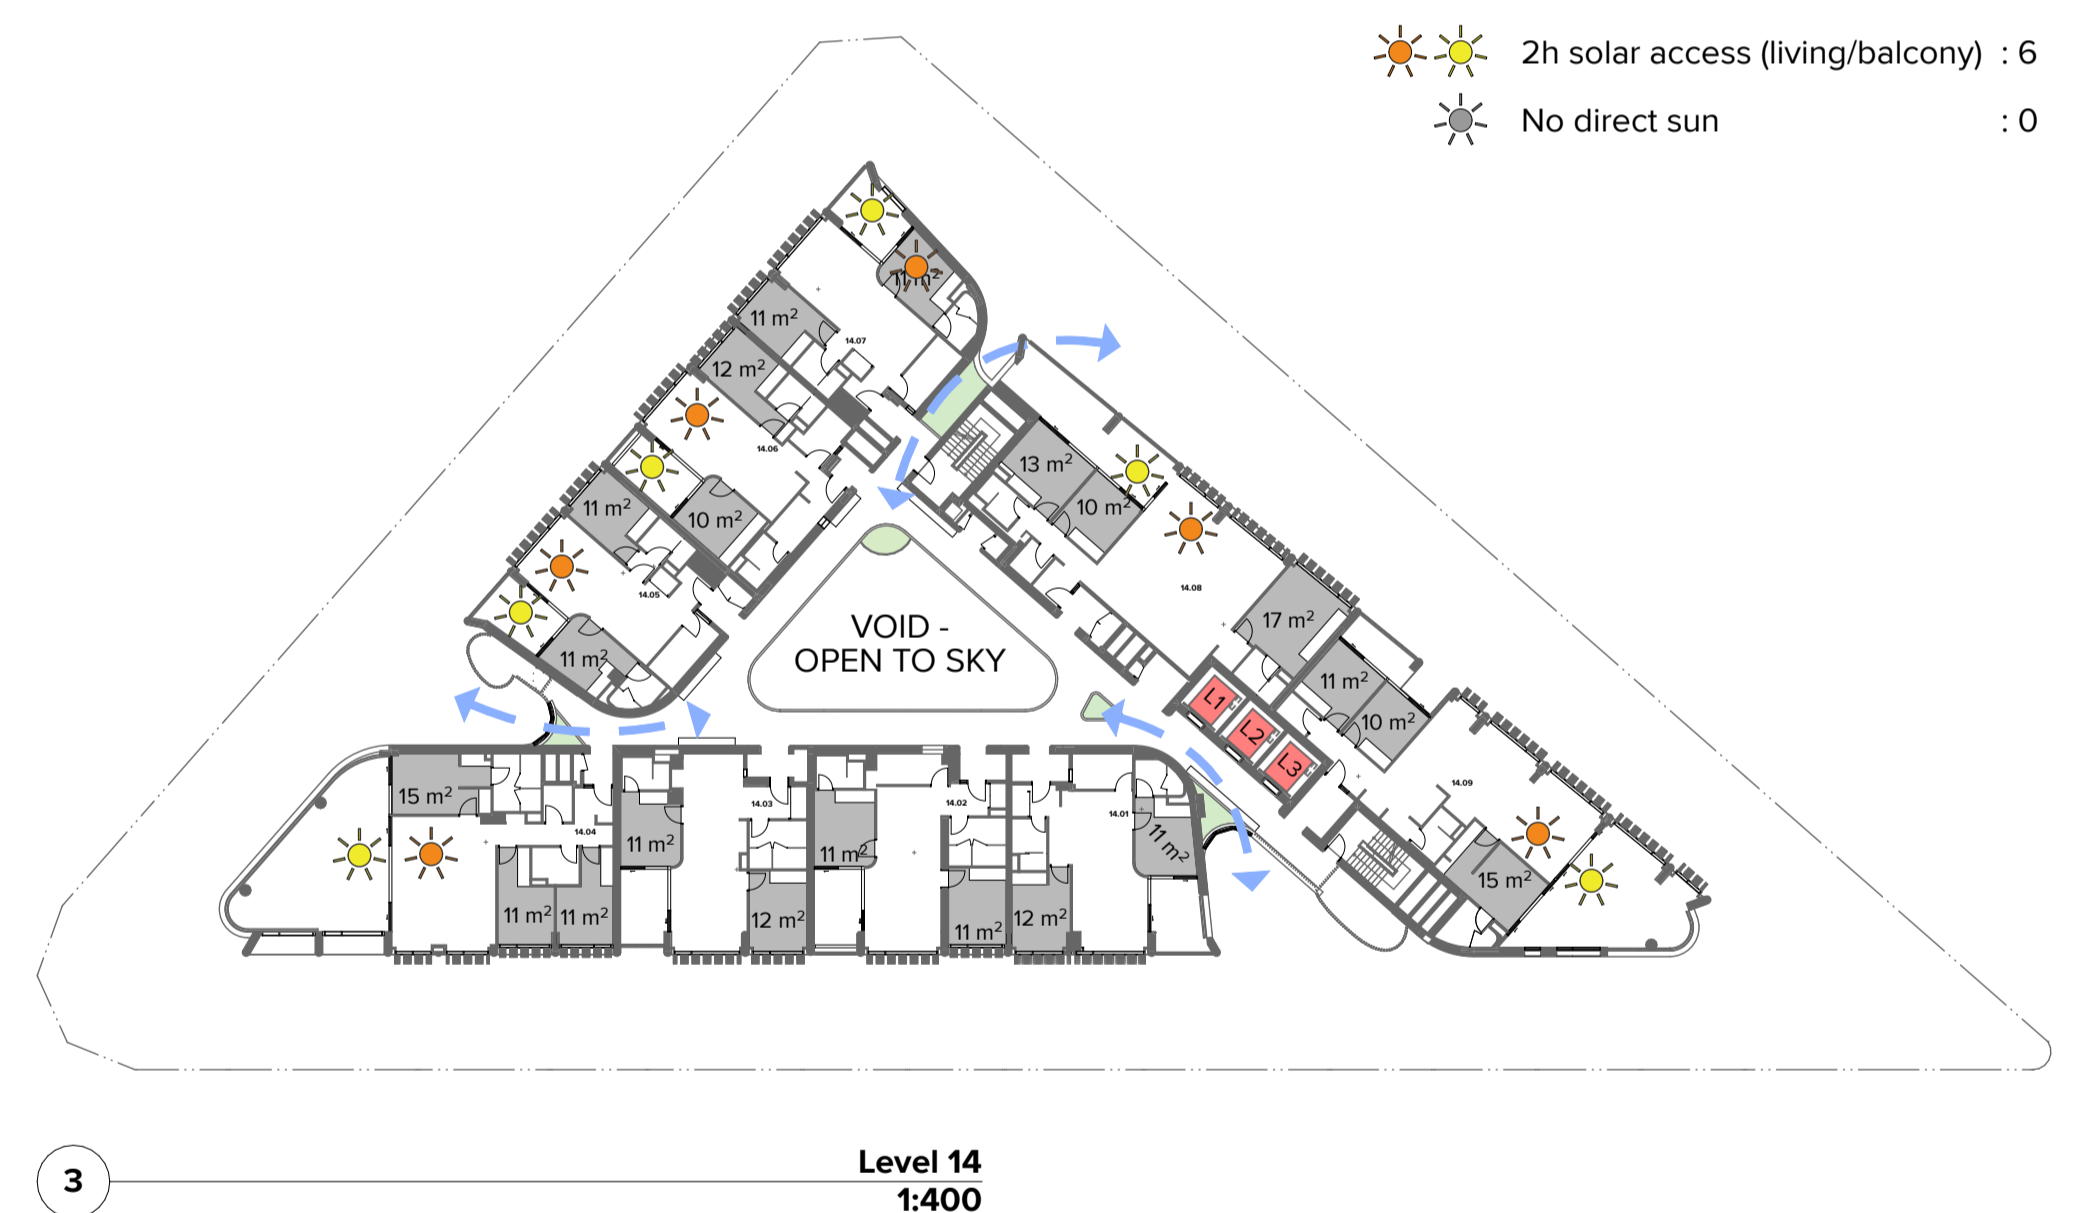 2h solar access (living/balcony) : 6
No direct sun : 0
11 m²
11 m²
14.07
12 m²
14.06
13 m²
11 m²
10 m²
10 m²
14.05
14.08
VOID -
OPEN TO SKY
17 m²
11 m²
11 m²
10 m²
L1
L2
L3
15 m²
14.04
14.03
14.02
14.01
14.09
11 m²
11 m²
11 m²
15 m²
11 m²
11 m²
12 m²
11 m²
12 m²
3
Level 14
1:400